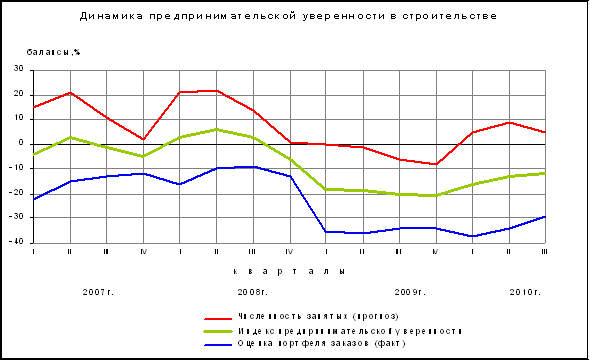 Динамика предпринимательской уверенности в строительстве
балансы,%
30
20
10
0
-10
-20
-30
-40
I II III IV I II III IV I II III IV I II III
кварталы
2007г. 2008г. 2009г. 2010г.
Численность занятых (прогноз)
Индекс предпринимательской уверенности
Оценка портфеля заказов (факт)